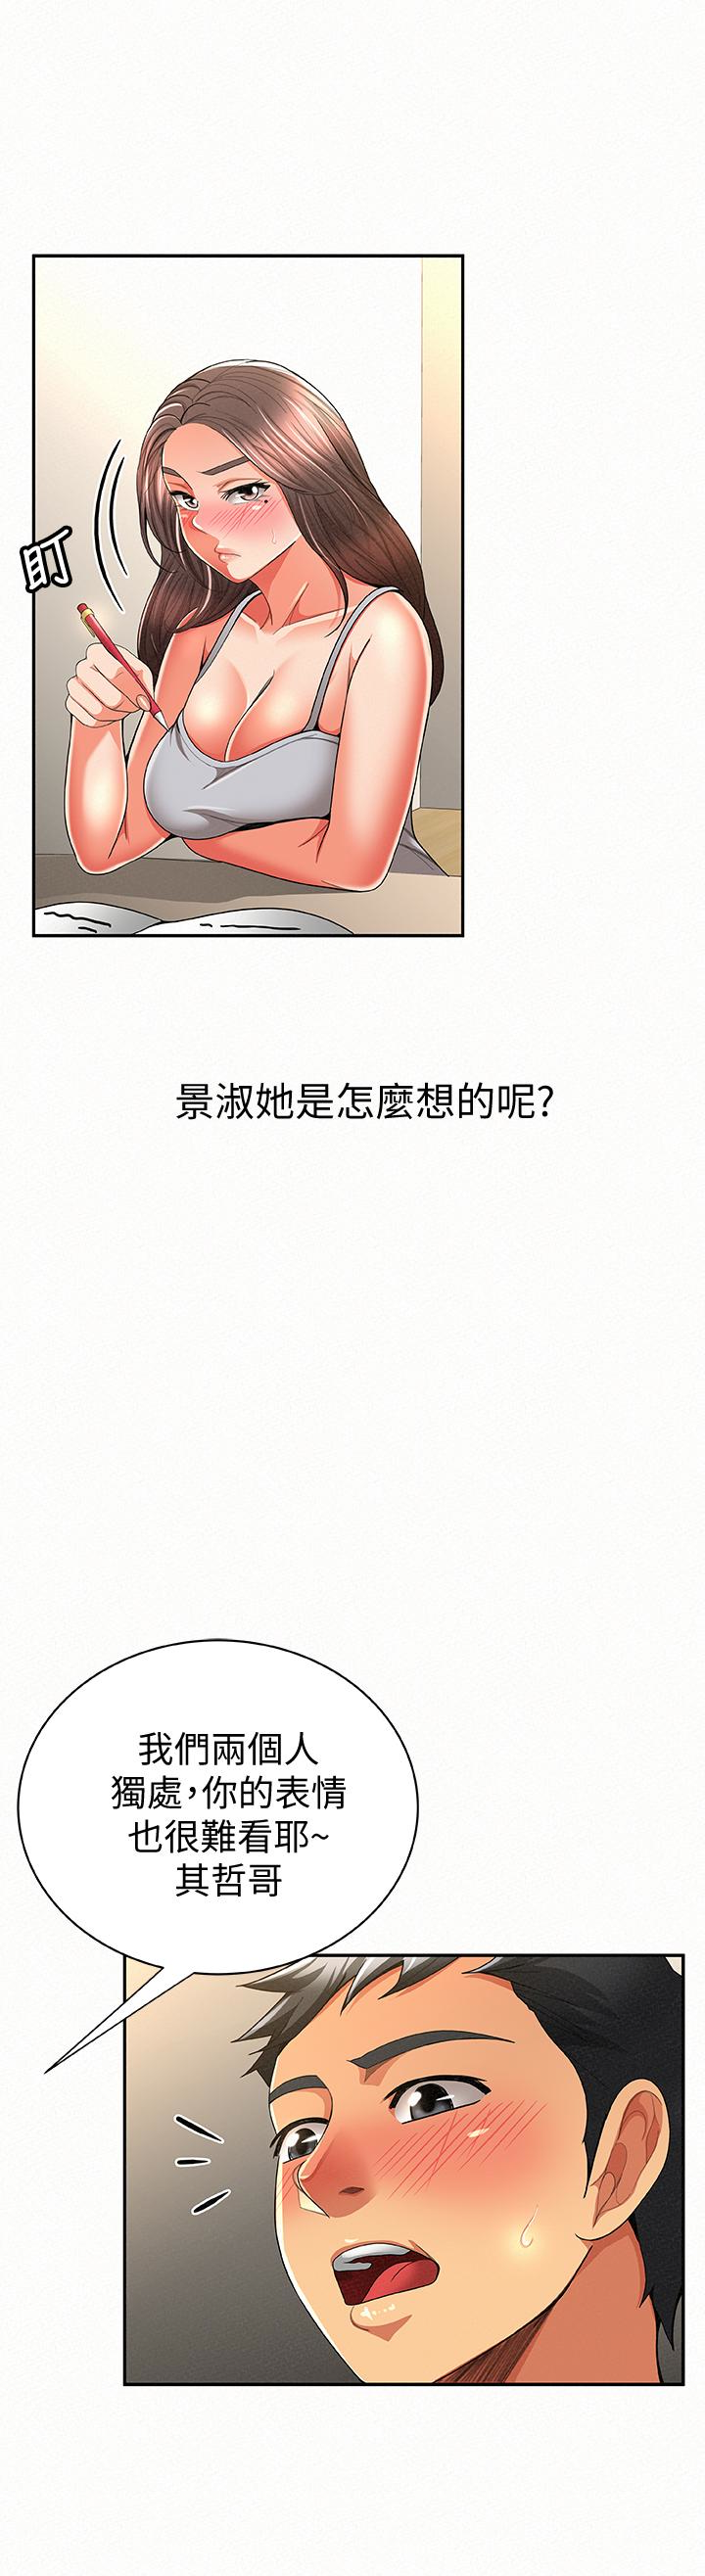 盯
景淑她是怎麼想的呢?
我們兩個人
獨處,你的表情
也很難看耶~
其哲哥